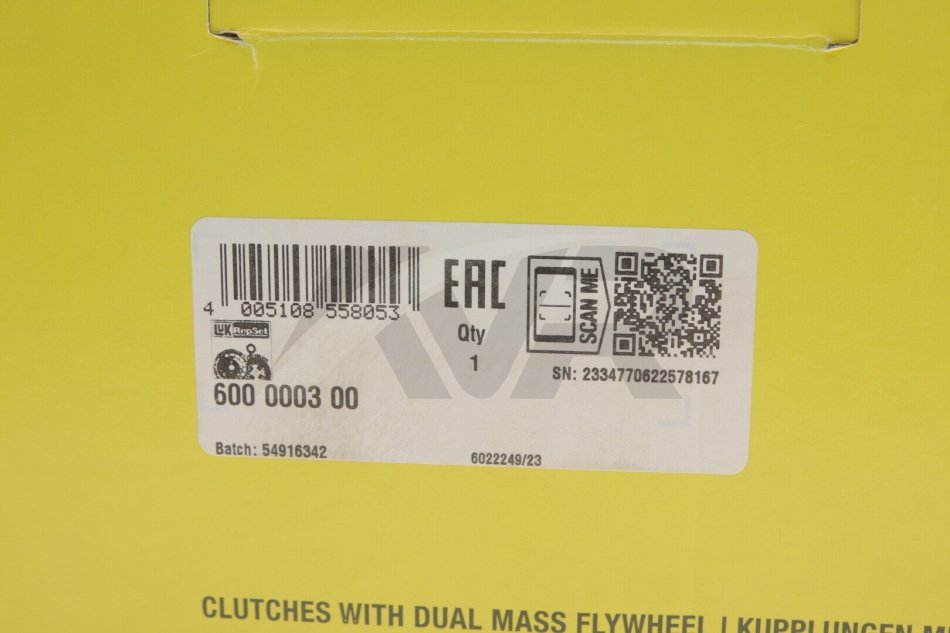 4 005108 558053
EAC
Qty
1
SCAN ME
SN: 2334770622578167
LuK RepSet
600 0003 00
Batch: 54916342
6022249/23
CLUTCHES WITH DUAL MASS FLYWHEEL | KUPPLUNGEN